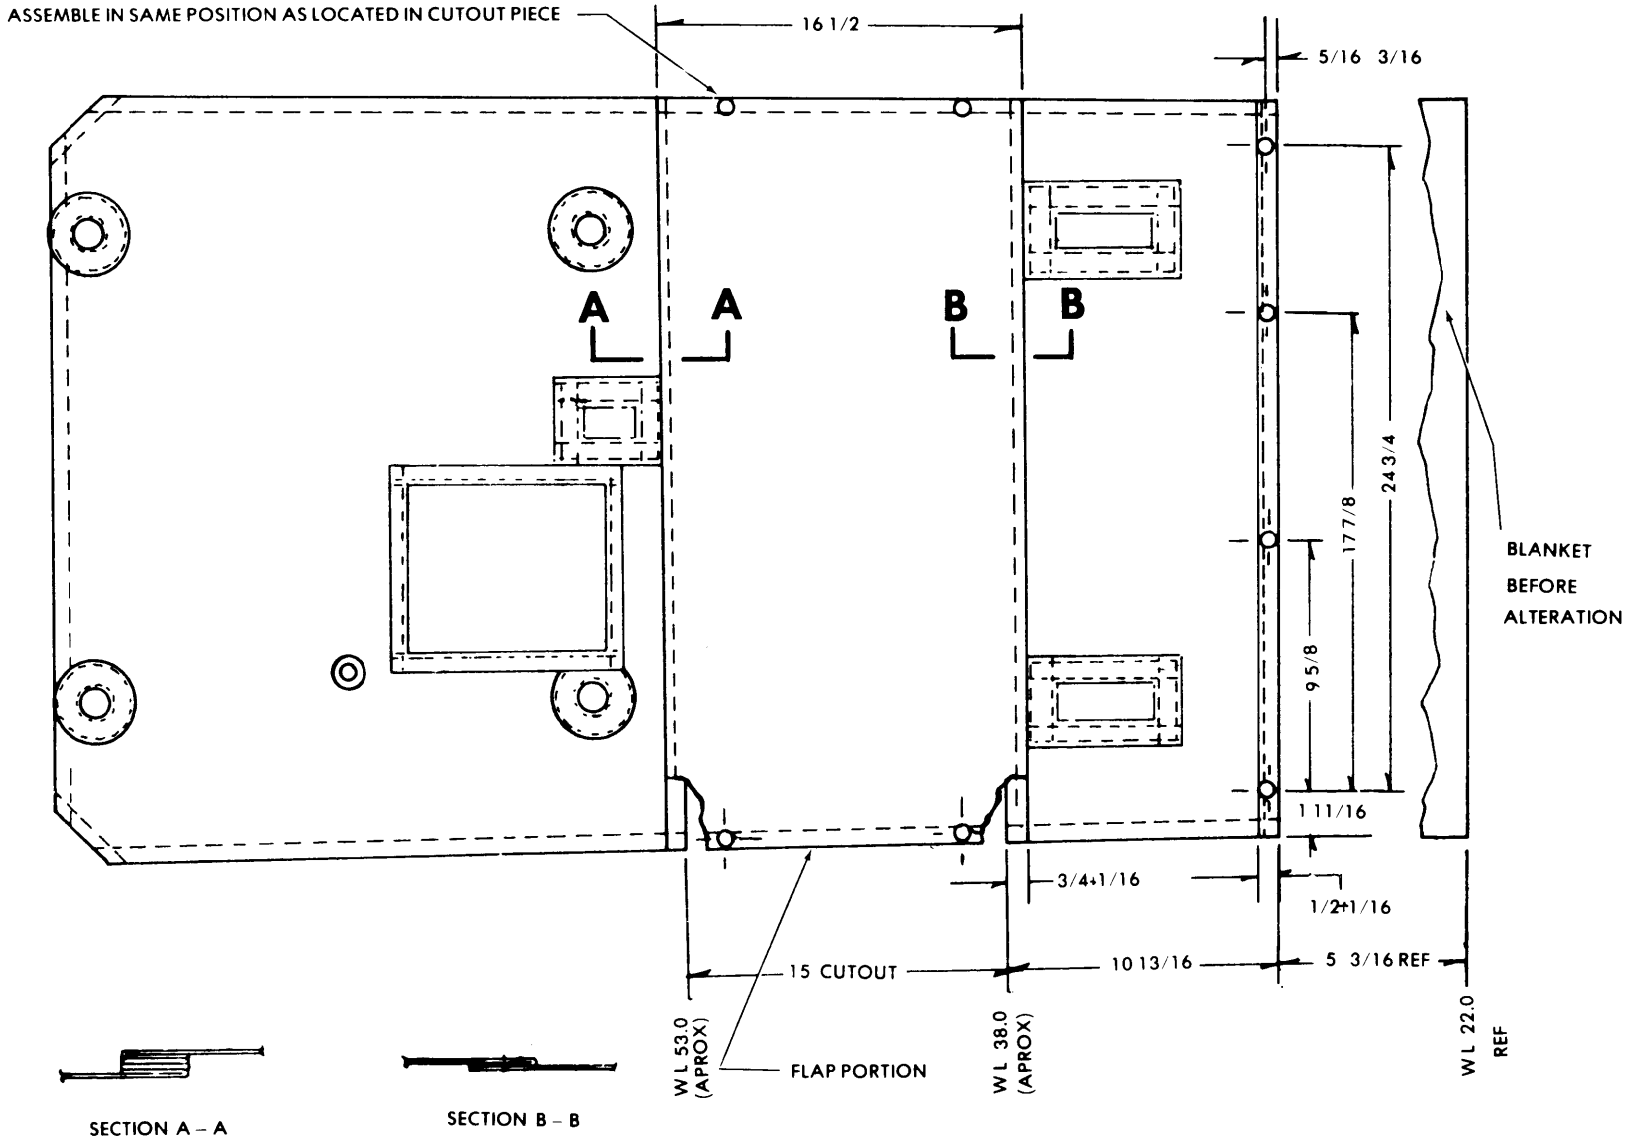 ASSEMBLE IN SAME POSITION AS LOCATED IN CUTOUT PIECE
16 1/2
5/16 3/16
A A
B B
24 3/4
17 7/8
9 5/8
BLANKET
BEFORE
ALTERATION
1 11/16
3/4+1/16
1/2+1/16
15 CUTOUT
10 13/16
5 3/16 REF
WL 53.0
(APROX)
WL 38.0
(APROX)
WL 22.0
REF
FLAP PORTION
SECTION A – A
SECTION B – B